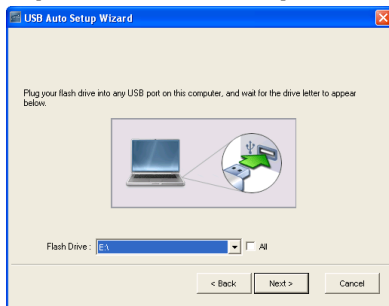 USB Auto Setup Wizard
Plug your flash drive into any USB port on this computer, and wait for the drive letter to appear
below.
Flash Drive : E:\ All
< Back Next > Cancel